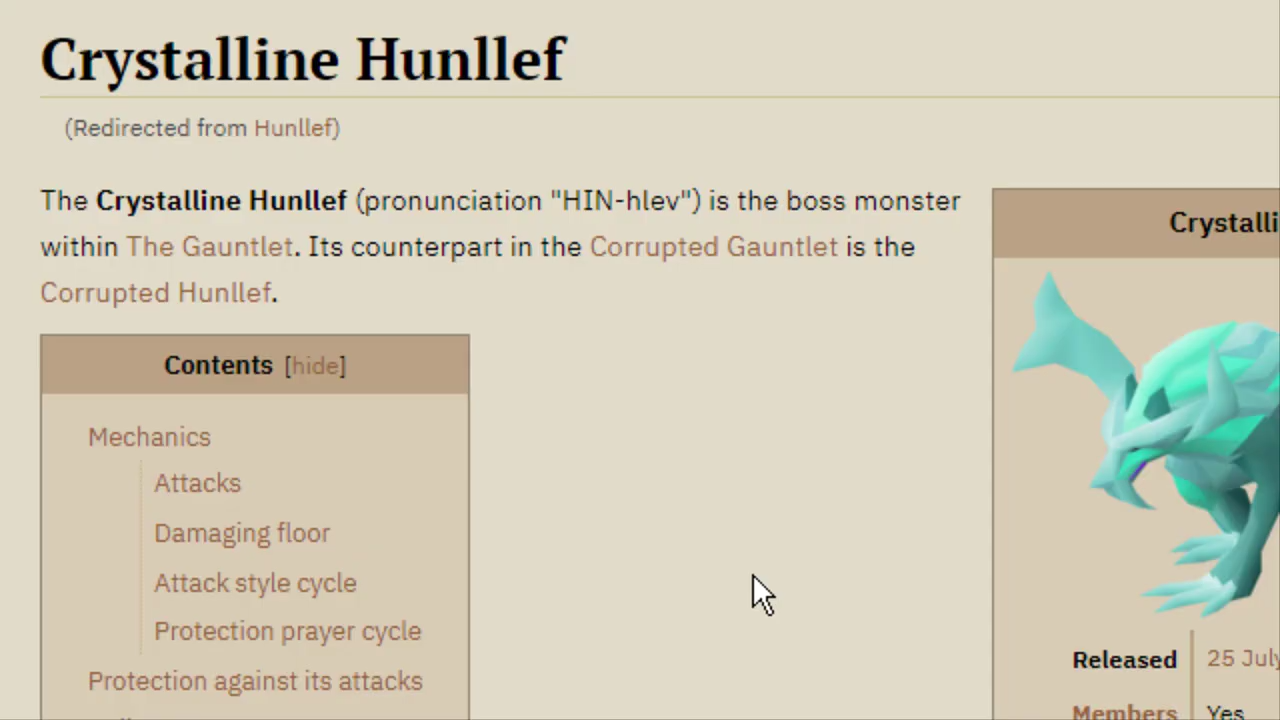 Crystalline Hunllef
(Redirected from Hunllef)
The Crystalline Hunllef (pronunciation "HIN-hlev") is the boss monster
within The Gauntlet. Its counterpart in the Corrupted Gauntlet is the
Corrupted Hunllef.
Contents [hide]
Mechanics
Attacks
Damaging floor
Attack style cycle
Protection prayer cycle
Protection against its attacks
Crystalli
Released 25 July
Members Yes